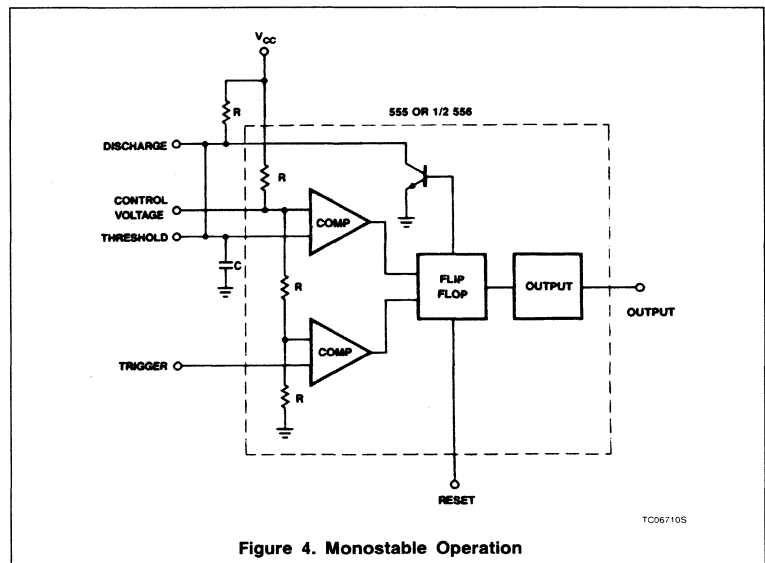 VCC
R
555 OR 1/2 556
DISCHARGE
R
CONTROL
VOLTAGE
COMP
THRESHOLD
C
R
FLIP
FLOP
OUTPUT
OUTPUT
COMP
TRIGGER
R
RESET
TC06710S
Figure 4. Monostable Operation